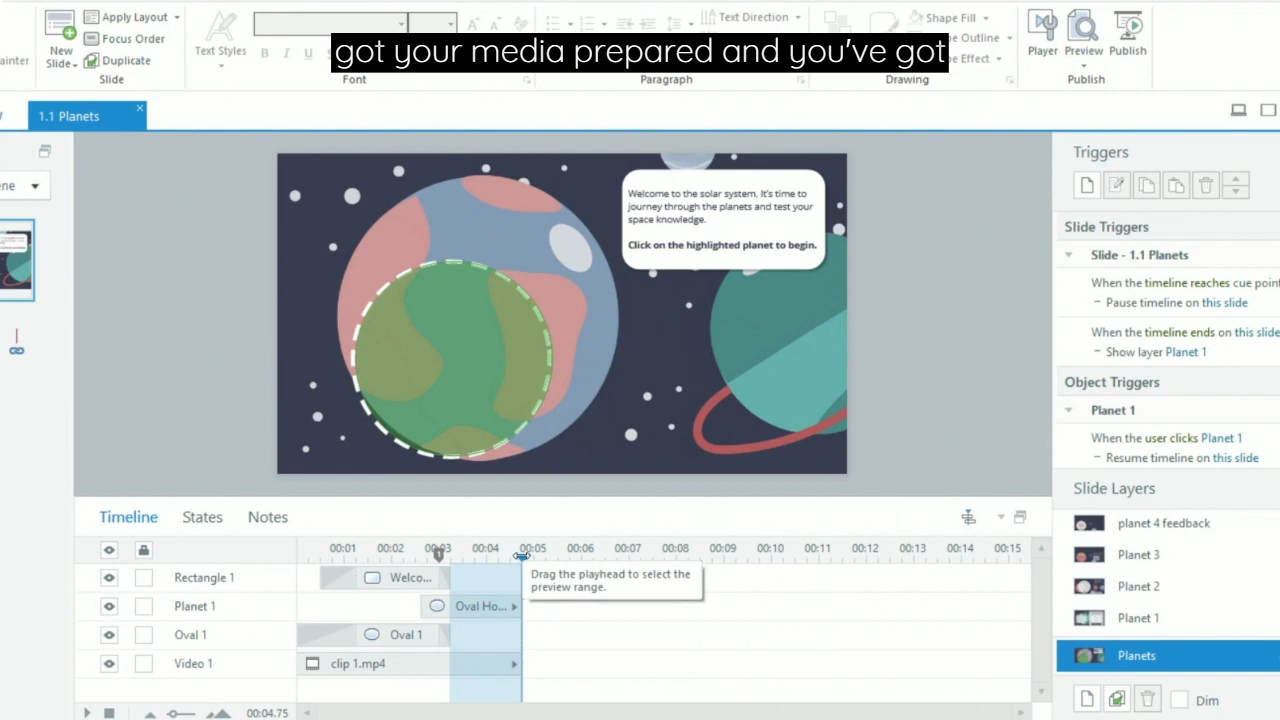 Apply Layout
Focus Order
Duplicate
New
Slide
Slide
ainter
Text Styles
B I U
Font
Text Direction
Paragraph
Shape Fill
e Outline
e Effect
Drawing
Player Preview Publish
Publish
got your media prepared and you've got
1.1 Planets
ene
Welcome to the solar system. It's time to
journey through the planets and test your
space knowledge.
Click on the highlighted planet to begin.
Triggers
Slide Triggers
Slide - 1.1 Planets
When the timeline reaches cue point
- Pause timeline on this slide
When the timeline ends on this slide
- Show layer Planet 1
Object Triggers
Planet 1
When the user clicks Planet 1
- Resume timeline on this slide
Slide Layers
planet 4 feedback
Planet 3
Planet 2
Planet 1
Planets
Dim
Timeline States Notes
00:01 00:02 00:03 00:04 00:05 00:06 00:07 00:08 00:09 00:10 00:11 00:12 00:13 00:14 00:15
1
Rectangle 1 Welco...
Planet 1 Oval Ho...
Oval 1 Oval 1
Video 1 clip 1.mp4
Drag the playhead to select the
preview range.
00:04.75